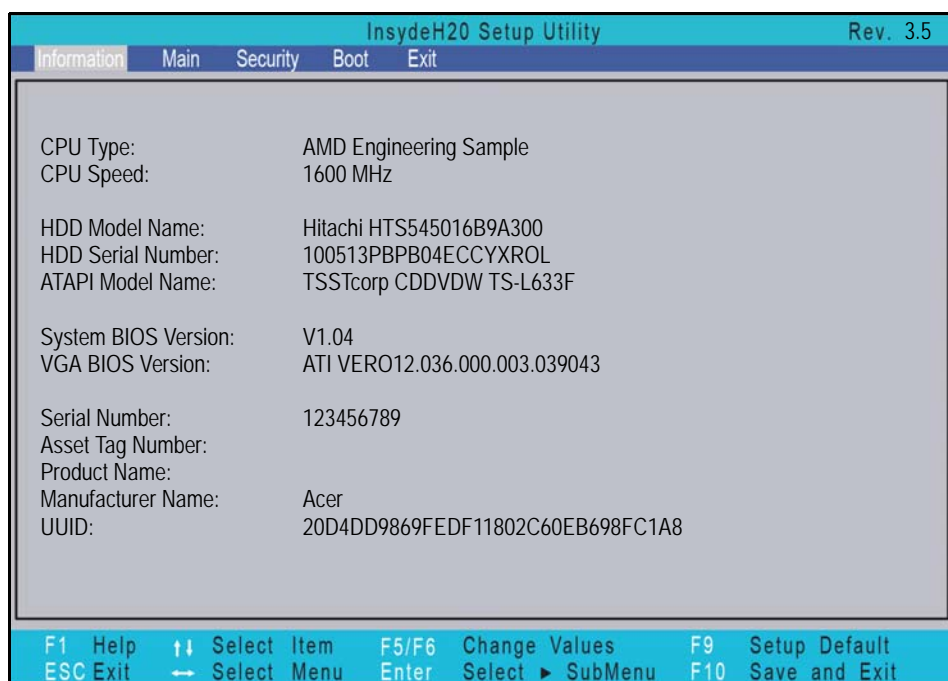 InsydeH20 Setup Utility Rev. 3.5
Information Main Security Boot Exit
CPU Type: AMD Engineering Sample
CPU Speed: 1600 MHz
HDD Model Name: Hitachi HTS545016B9A300
HDD Serial Number: 100513PBPB04ECCYXROL
ATAPI Model Name: TSSTcorp CDDVDW TS-L633F
System BIOS Version: V1.04
VGA BIOS Version: ATI VERO12.036.000.003.039043
Serial Number: 123456789
Asset Tag Number:
Product Name:
Manufacturer Name: Acer
UUID: 20D4DD9869FEDF11802C60EB698FC1A8
F1 Help ↑↓ Select Item F5/F6 Change Values F9 Setup Default
ESC Exit ↔ Select Menu Enter Select ► SubMenu F10 Save and Exit